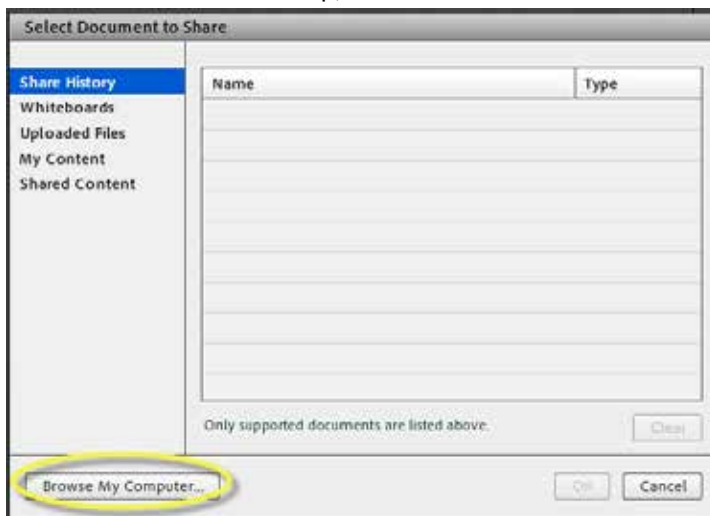 Select Document to Share
Share History
Whiteboards
Uploaded Files
My Content
Shared Content
Name Type
Only supported documents are listed above.
Clear
Browse My Computer... OK Cancel